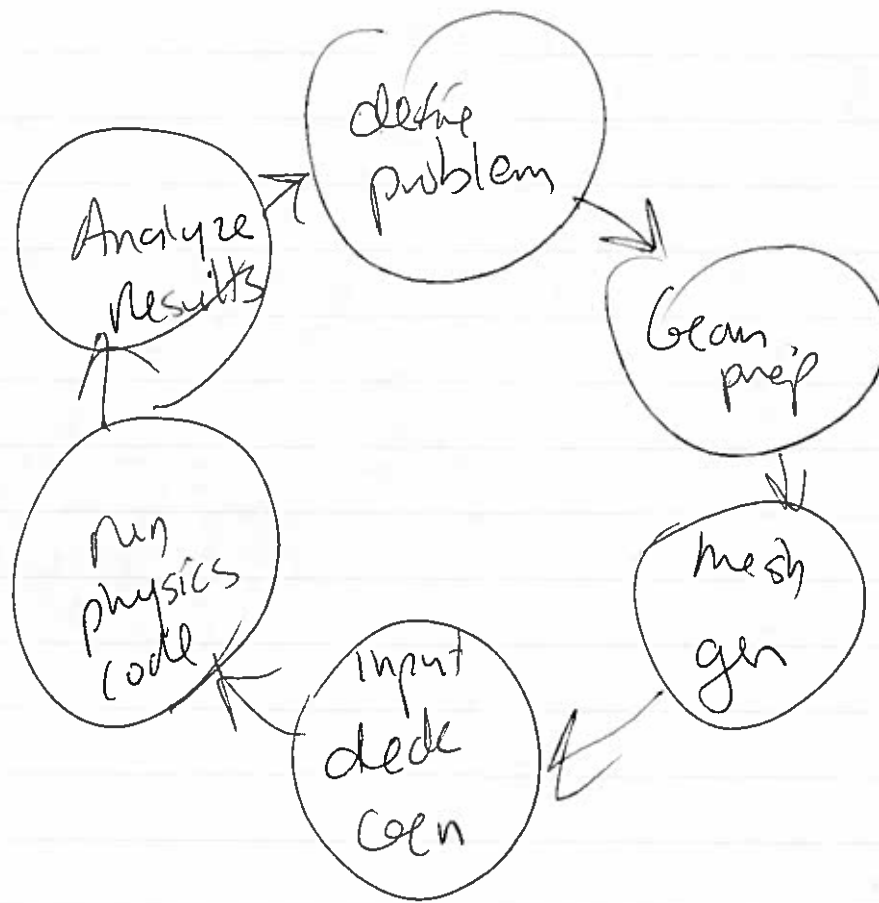 define
problem
Geom.
prep
mesh
gen
input
deck
gen
run
physics
code
Analyze
results